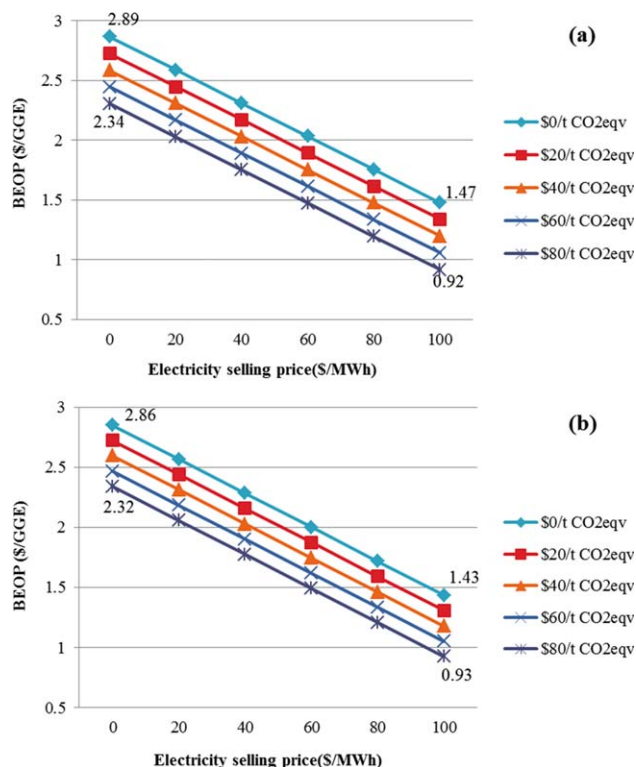 2.89
(a)
3
2.5
2
1.5
1
0.5
BEOP ($/GGE)
2.34
1.47
0.92
0 20 40 60 80 100
Electricity selling price($/MWh)
$0/t CO2eqv
$20/t CO2eqv
$40/t CO2eqv
$60/t CO2eqv
$80/t CO2eqv
(b)
3
2.5
2
1.5
1
0.5
BEOP ($/GGE)
2.86
2.32
1.43
0.93
0 20 40 60 80 100
Electricity selling price($/MWh)
$0/t CO2eqv
$20/t CO2eqv
$40/t CO2eqv
$60/t CO2eqv
$80/t CO2eqv